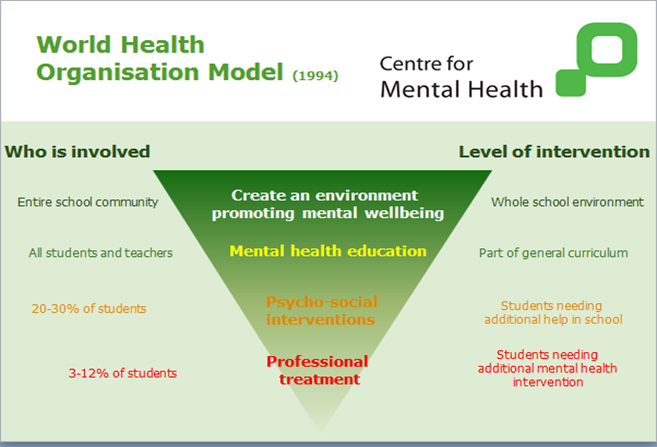 World Health
Organisation Model (1994)
Centre for
Mental Health
Who is involved
Level of intervention
Entire school community
Create an environment
promoting mental wellbeing
Whole school environment
All students and teachers
Mental health education
Part of general curriculum
20-30% of students
Psycho-social
interventions
Students needing
additional help in school
3-12% of students
Professional
treatment
Students needing
additional mental health
intervention